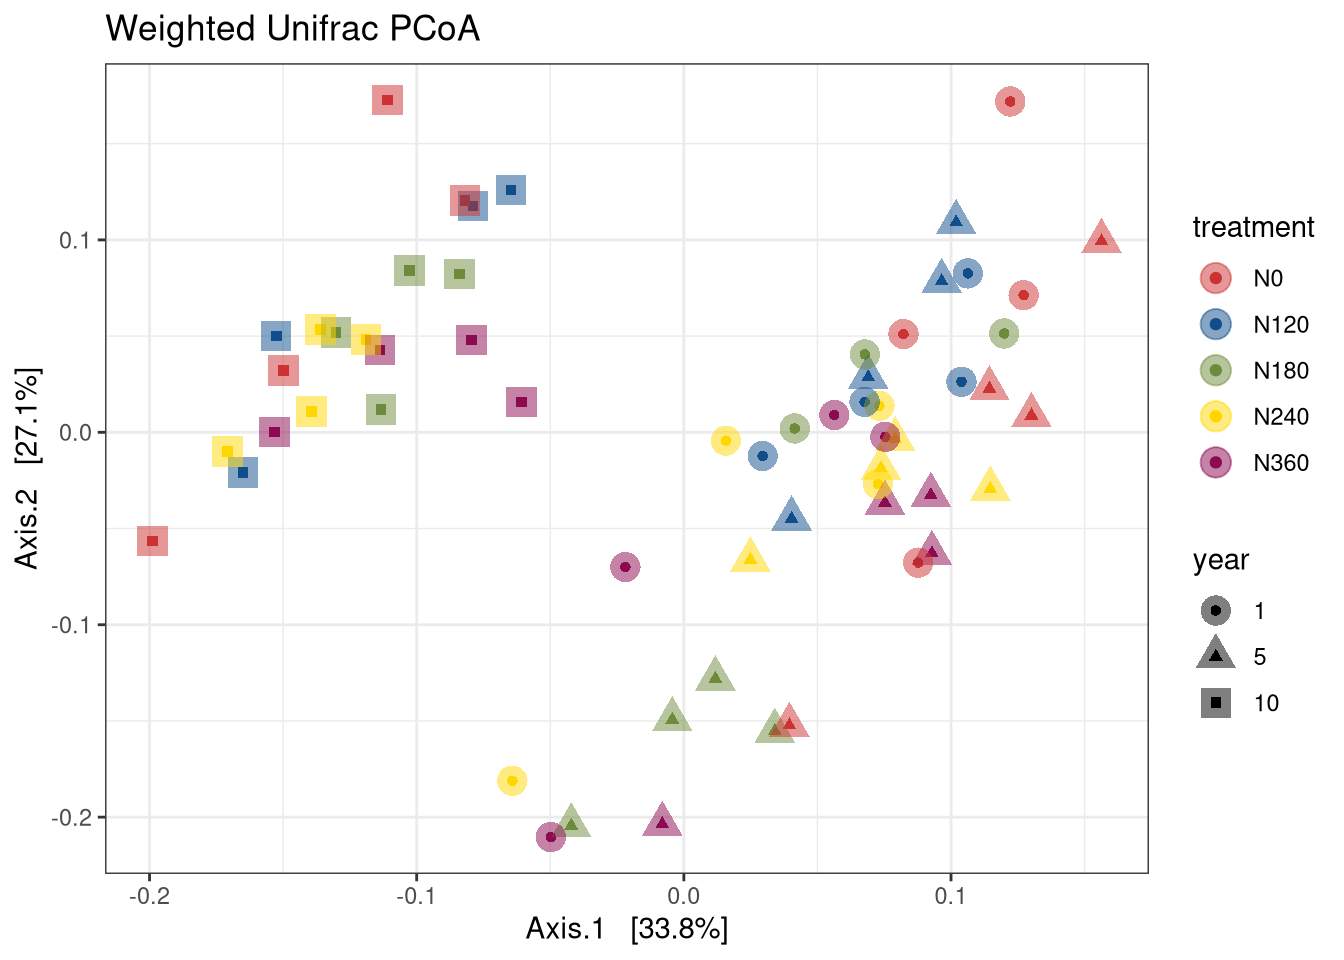 Weighted Unifrac PCoA
0.1
0.0
-0.1
-0.2
Axis.2 [27.1%]
-0.2
-0.1
0.0
0.1
Axis.1 [33.8%]
treatment
N0
N120
N180
N240
N360
year
1
5
10